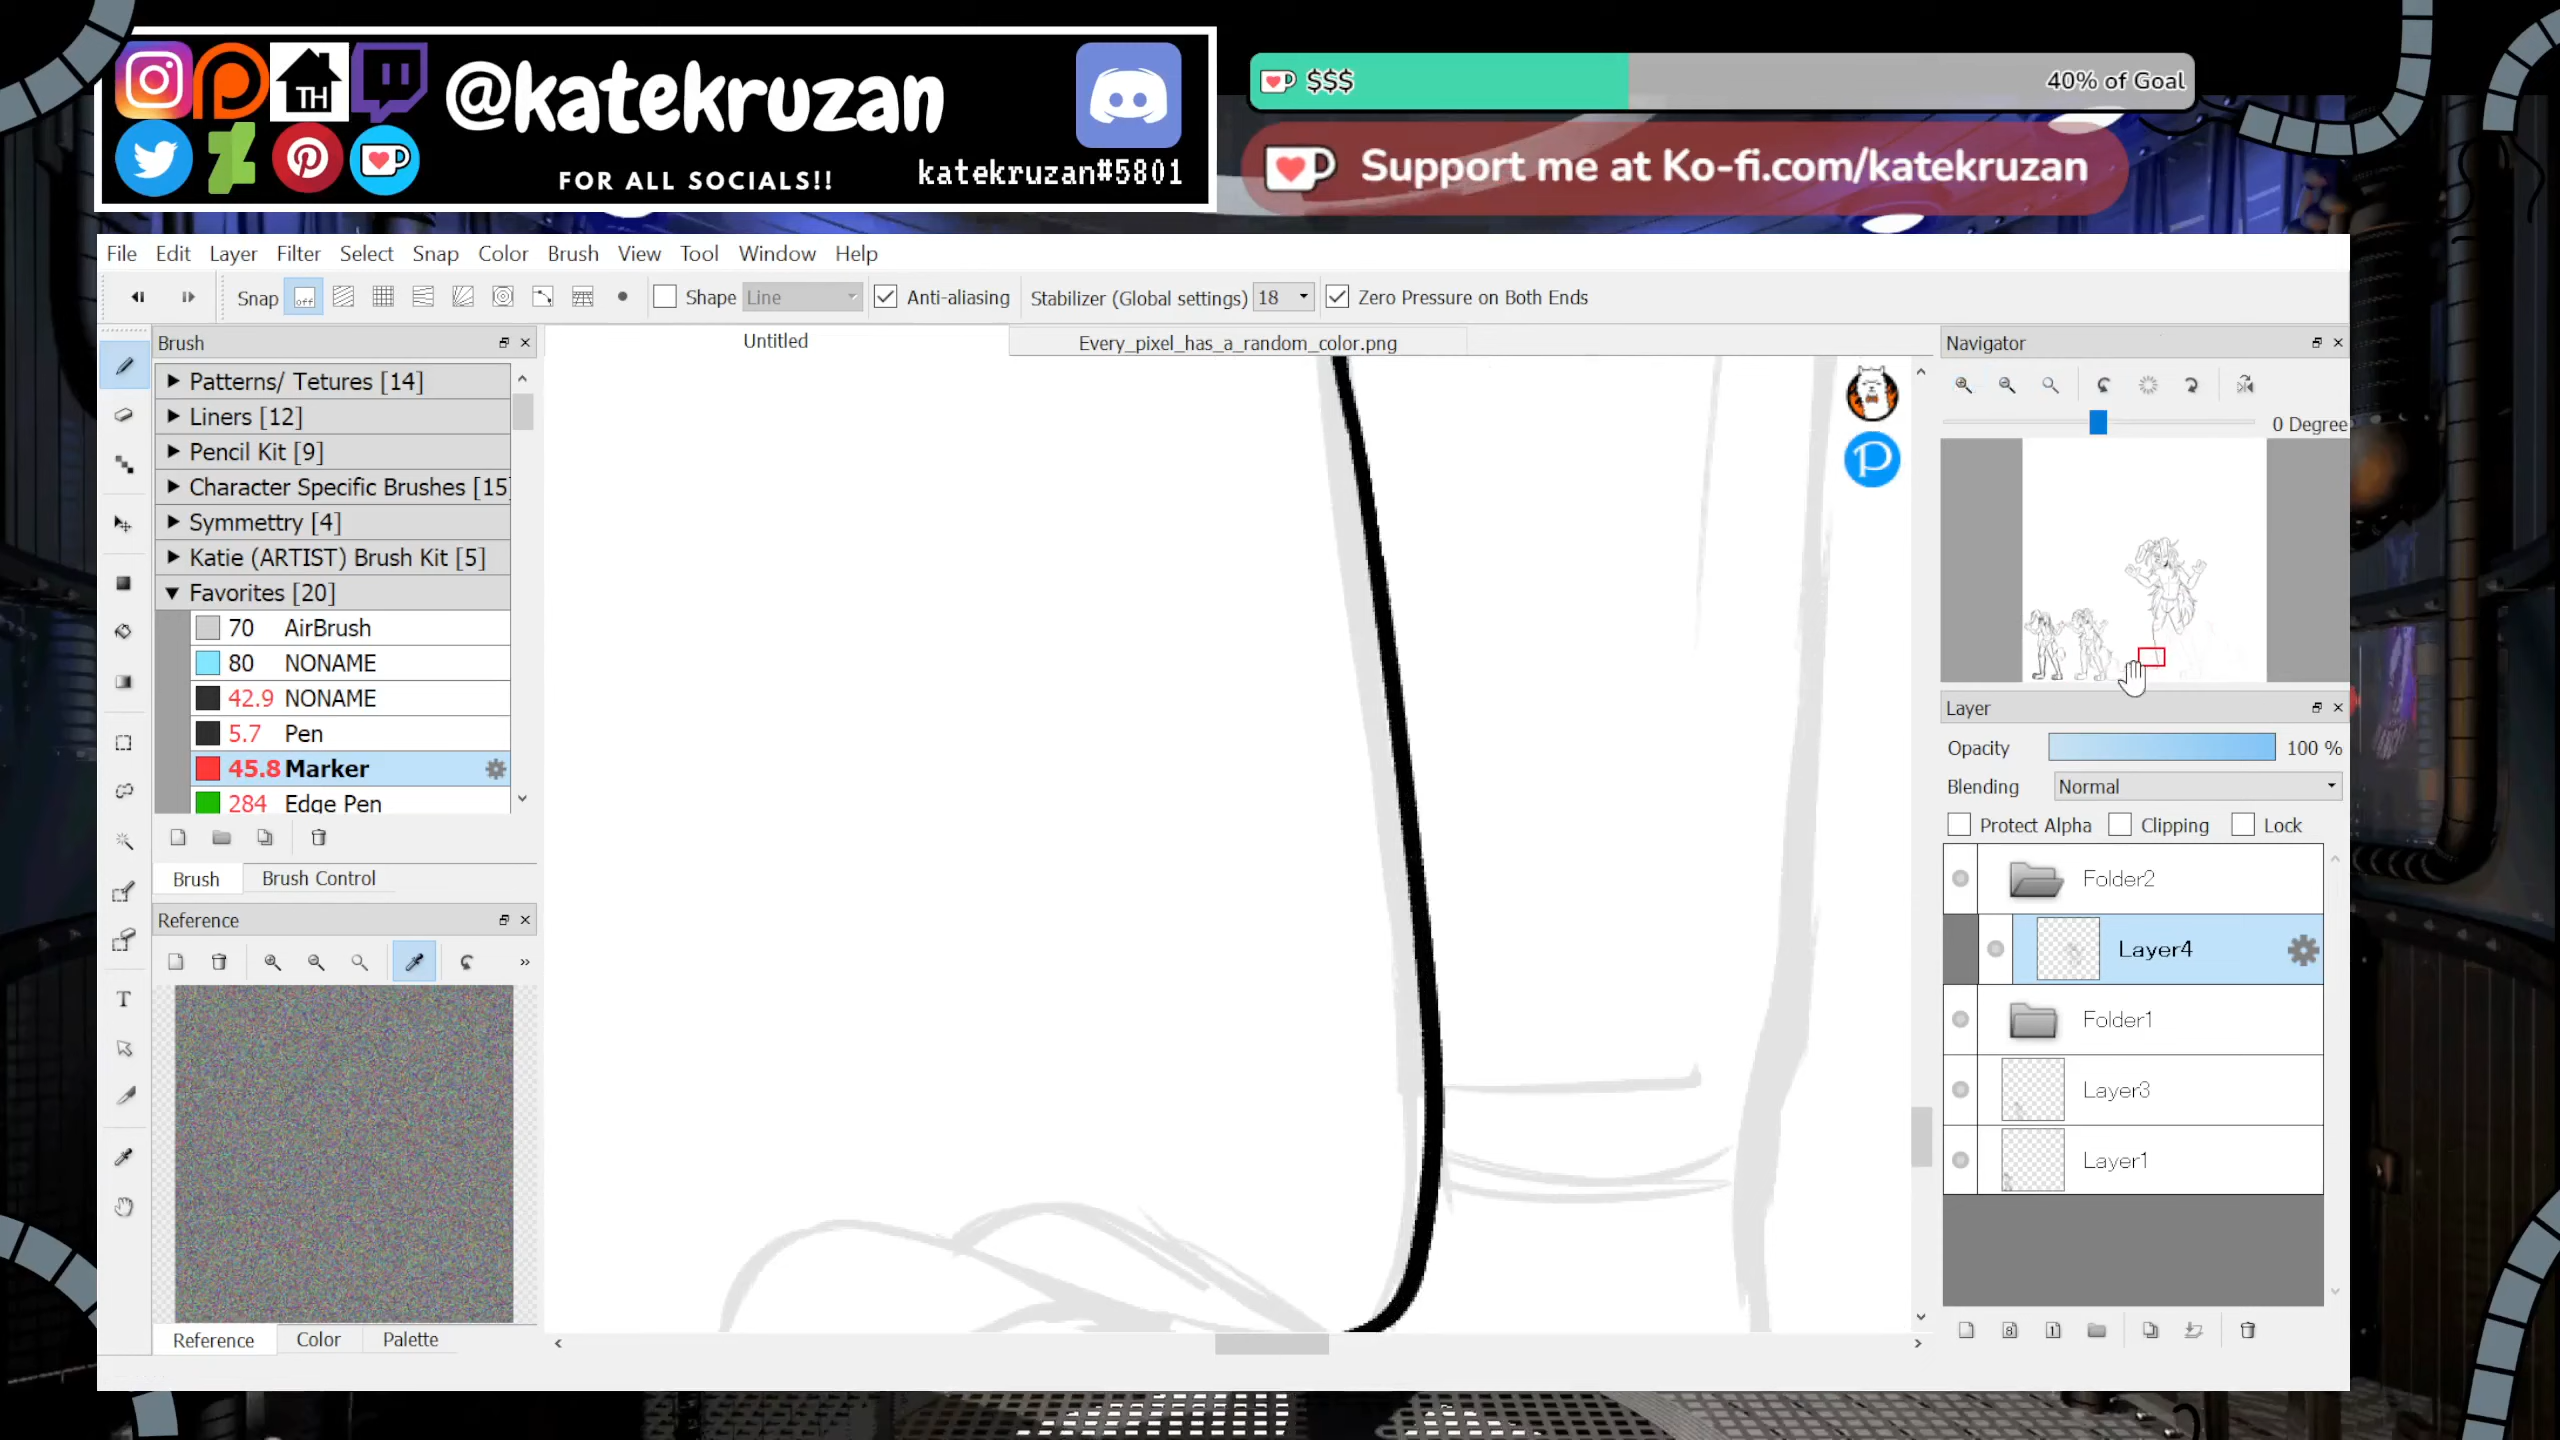 TH
@katekruzan
FOR ALL SOCIALS!!
katekruzan#5801
$$$
40% of Goal
Support me at Ko-fi.com/katekruzan
File Edit Layer Filter Select Snap Color Brush View Tool Window Help
Snap off Shape Line Anti-aliasing Stabilizer (Global settings) 18 Zero Pressure on Both Ends
Brush
Patterns/ Tetures [14]
Liners [12]
Pencil Kit [9]
Character Specific Brushes [15]
Symmettry [4]
Katie (ARTIST) Brush Kit [5]
Favorites [20]
70 AirBrush
80 NONAME
42.9 NONAME
5.7 Pen
45.8 Marker
284 Edge Pen
Brush Brush Control
Reference
Reference Color Palette
Untitled
Every_pixel_has_a_random_color.png
P
Navigator
0 Degree
Layer
Opacity 100 %
Blending Normal
Protect Alpha Clipping Lock
Folder2
Layer4
Folder1
Layer3
Layer1
8 1
T